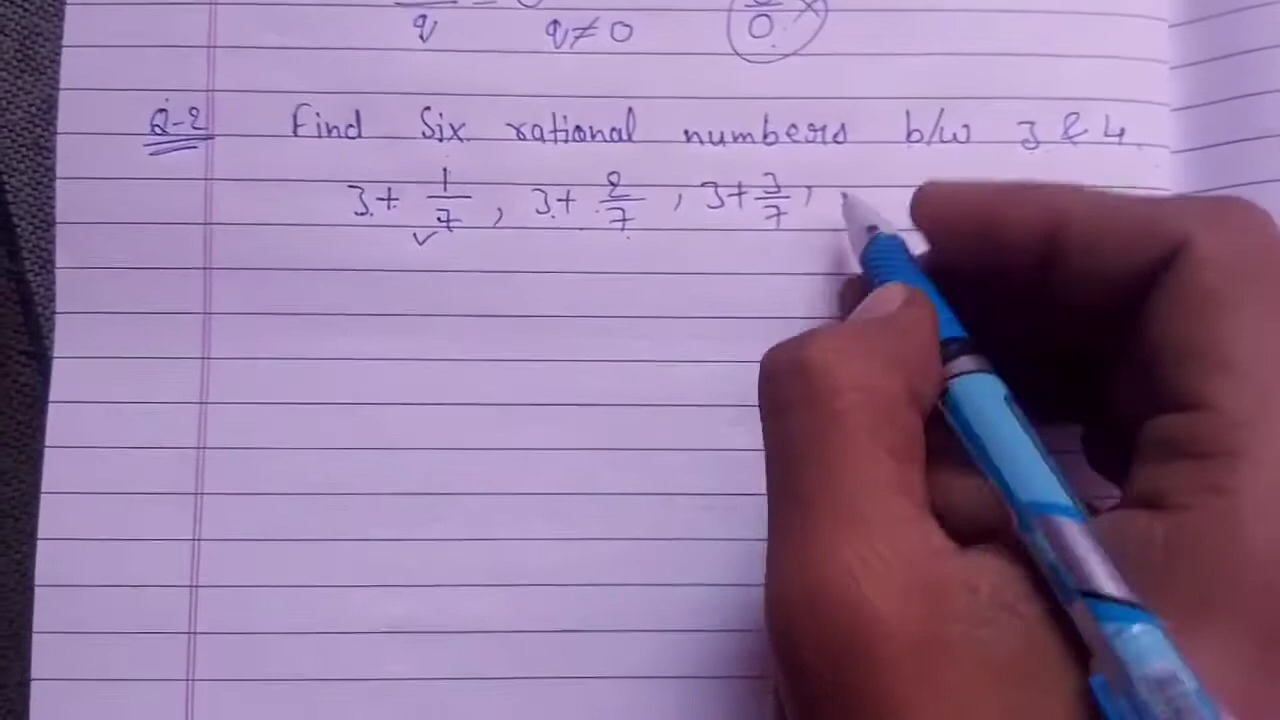 q q≠0 0
Q-2 Find Six rational numbers b/w 3 & 4
3+ 1/7 , 3+ 2/7 , 3+ 3/7 ,